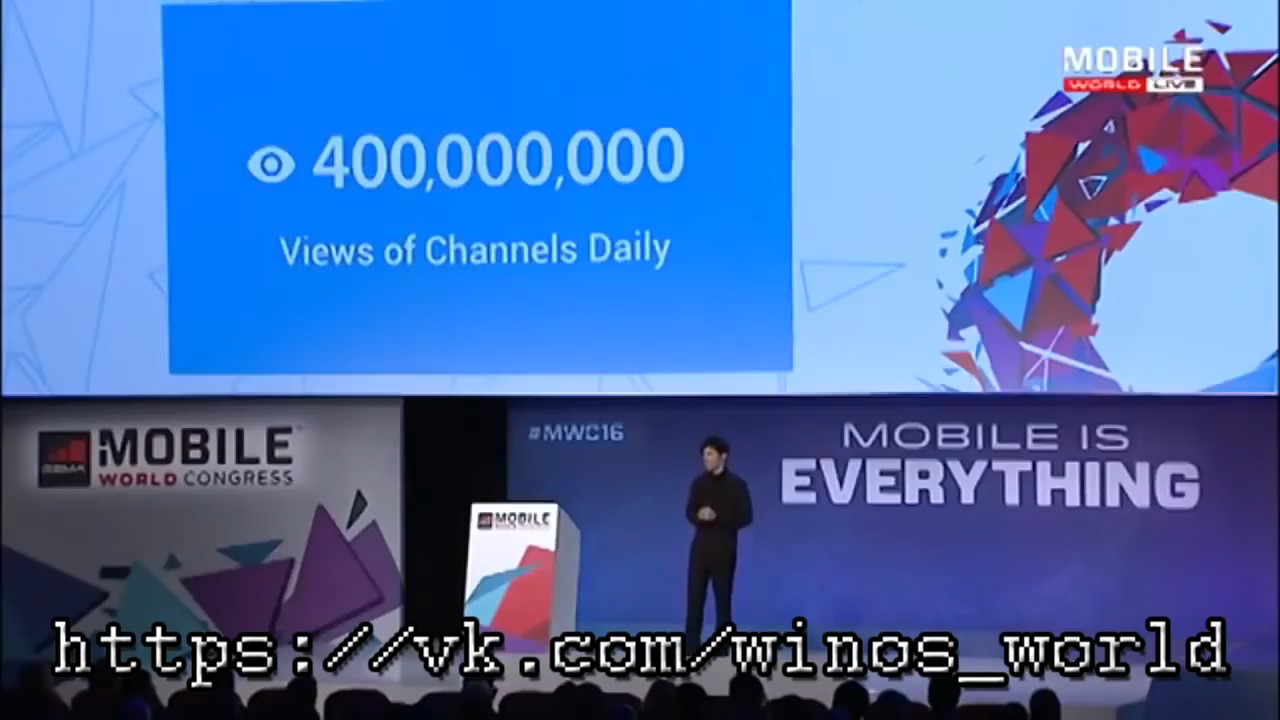 MOBILE
WORLD LIVE
400,000,000
Views of Channels Daily
#MWC16
MOBILE IS
EVERYTHING
GSMA
MOBILE
WORLD CONGRESS
MOBILE
https://vk.com/winos_world